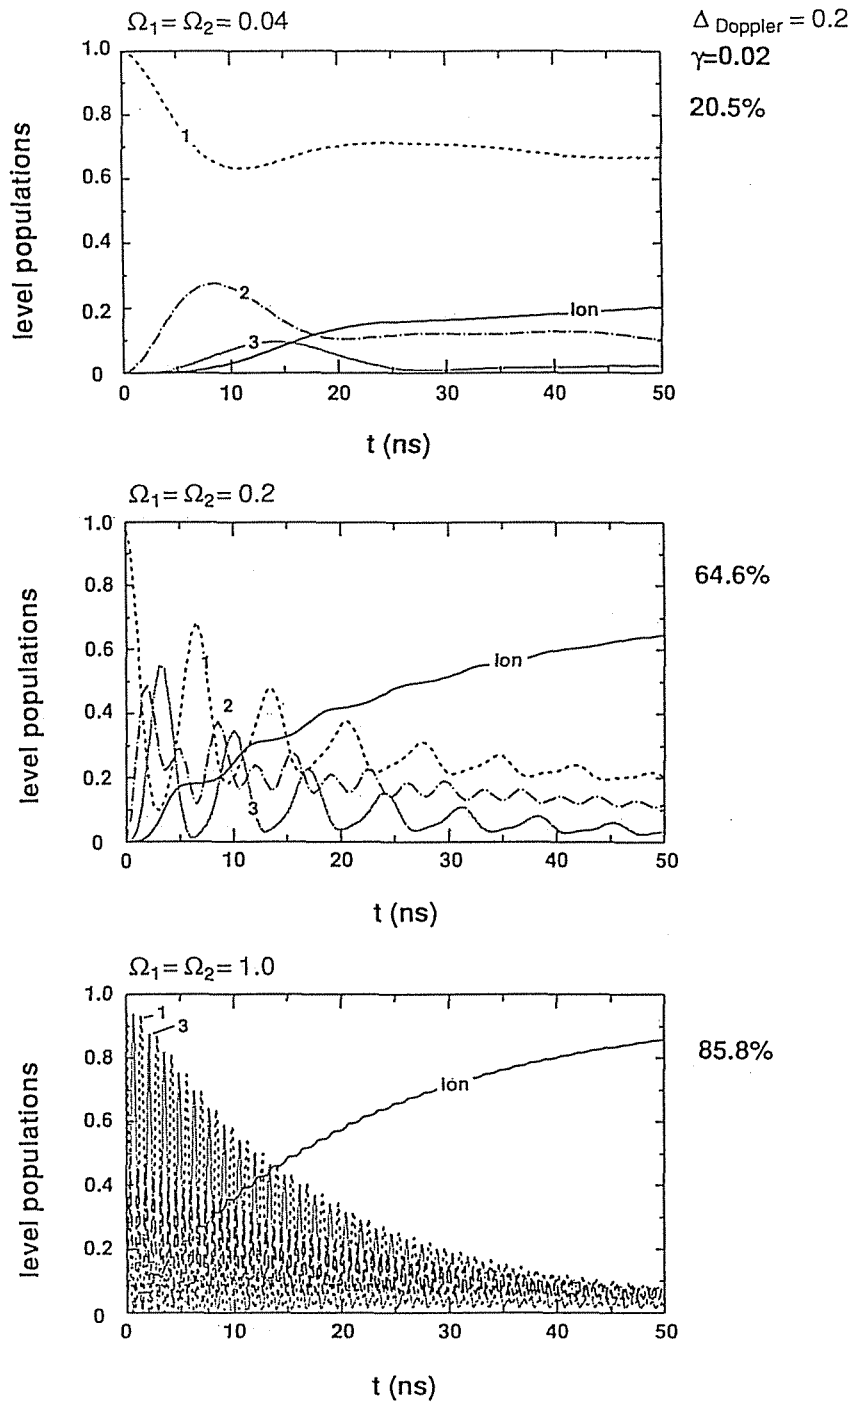 Ω₁ = Ω₂ = 0.04
Δ Doppler = 0.2
γ=0.02
20.5%
level populations
1.0
0.8
0.6
0.4
0.2
0
1
2
3
Ion
0 10 20 30 40 50
t (ns)
Ω₁ = Ω₂ = 0.2
64.6%
level populations
1.0
0.8
0.6
0.4
0.2
0
1
2
3
Ion
0 10 20 30 40 50
t (ns)
Ω₁ = Ω₂ = 1.0
85.8%
level populations
1.0
0.8
0.6
0.4
0.2
0
1
3
Ion
0 10 20 30 40 50
t (ns)